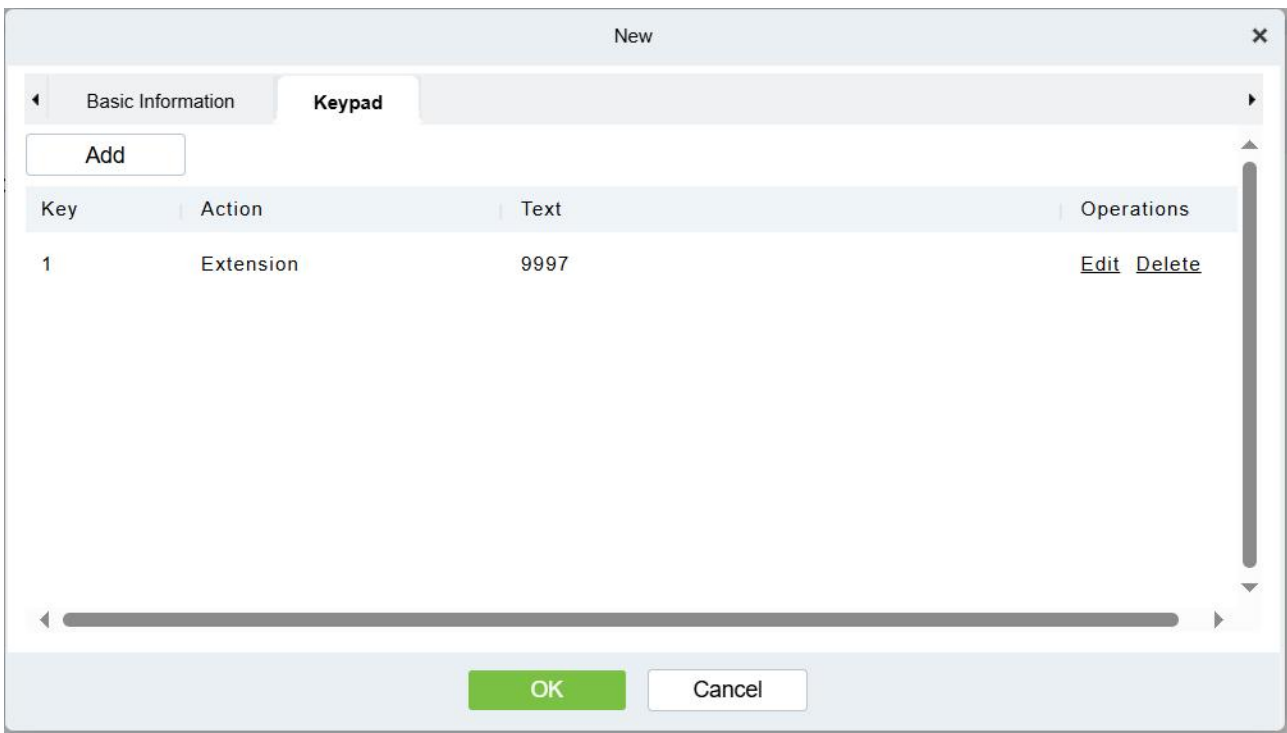 New ×
Basic Information Keypad
Add
Key Action Text Operations
1 Extension 9997 Edit Delete
OK Cancel